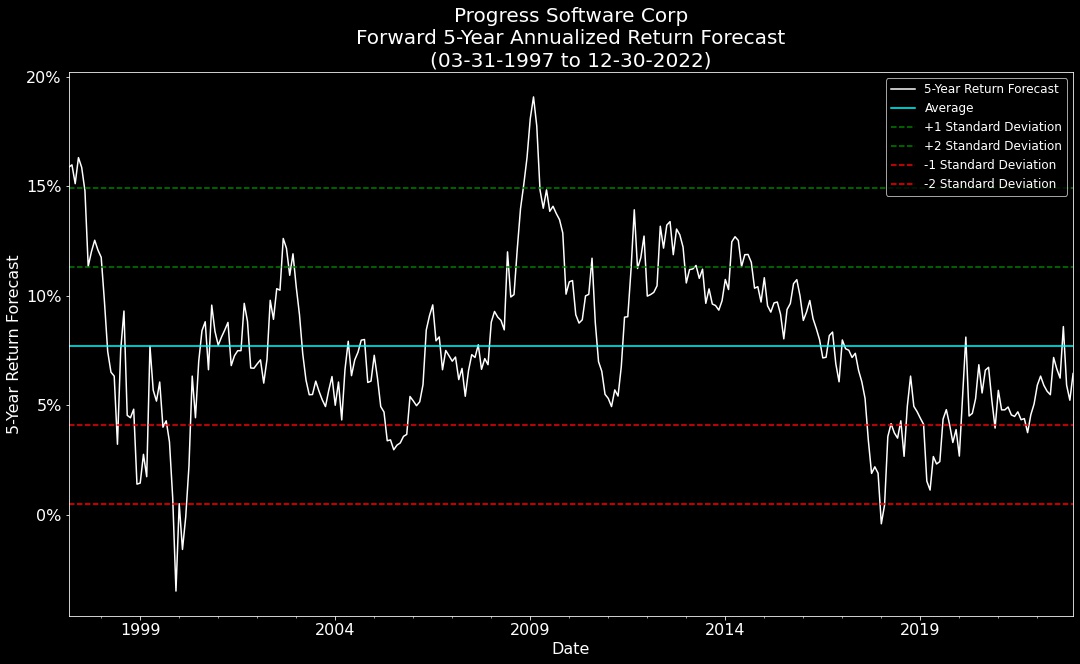 Progress Software Corp
Forward 5-Year Annualized Return Forecast
(03-31-1997 to 12-30-2022)
5-Year Return Forecast
Average
+1 Standard Deviation
+2 Standard Deviation
-1 Standard Deviation
-2 Standard Deviation
5-Year Return Forecast
20%
15%
10%
5%
0%
1999
2004
2009
2014
2019
Date